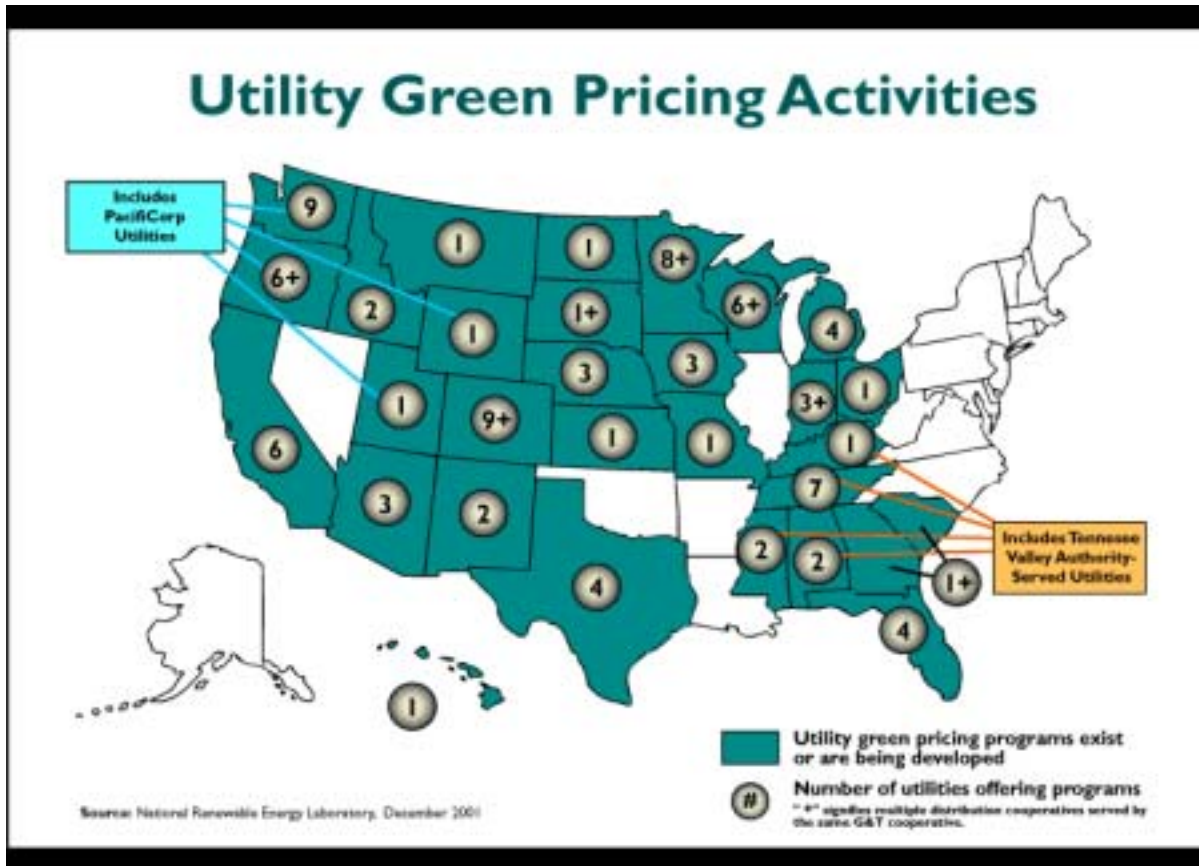 Utility Green Pricing Activities
Includes
PacifiCorp
Utilities
9
1
1
8+
6+
2
1
1+
6+
4
3
3
1
9+
1
1
3+
1
1
6
3
2
7
2
2
4
1+
4
1
Includes Tennessee
Valley Authority-
Served Utilities
Utility green pricing programs exist
or are being developed
#
Number of utilities offering programs
"+" signifies multiple distribution cooperatives served by
the same G&T cooperative.
Source: National Renewable Energy Laboratory, December 2001